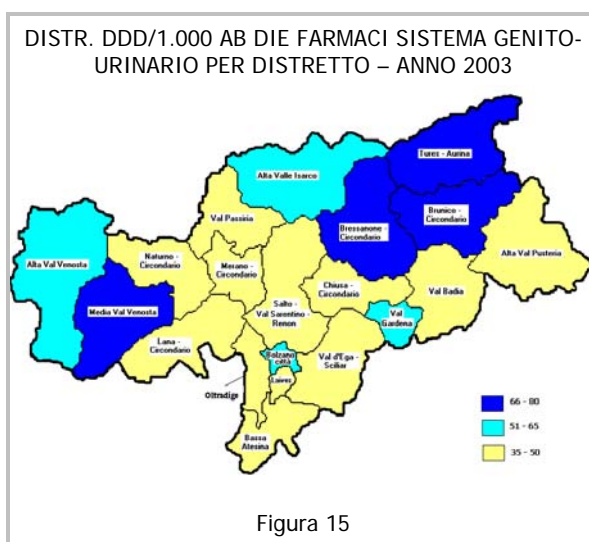 DISTR. DDD/1.000 AB DIE FARMACI SISTEMA GENITO-
URINARIO PER DISTRETTO – ANNO 2003
Tures - Aurina
Alta Valle Isarco
Val Passiria
Bressanone -
Circondario
Brunico -
Circondario
Alta Val Pusteria
Alta Val Venosta
Naturno -
Circondario
Merano -
Circondario
Chiusa -
Circondario
Val Badia
Media Val Venosta
Salto -
Val Sarentino -
Renon
Val
Gardena
Lana -
Circondario
Bolzano
città
Val d'Ega -
Sciliar
Laives
Oltradige
Bassa
Atesina
66 - 80
51 - 65
35 - 50
Figura 15